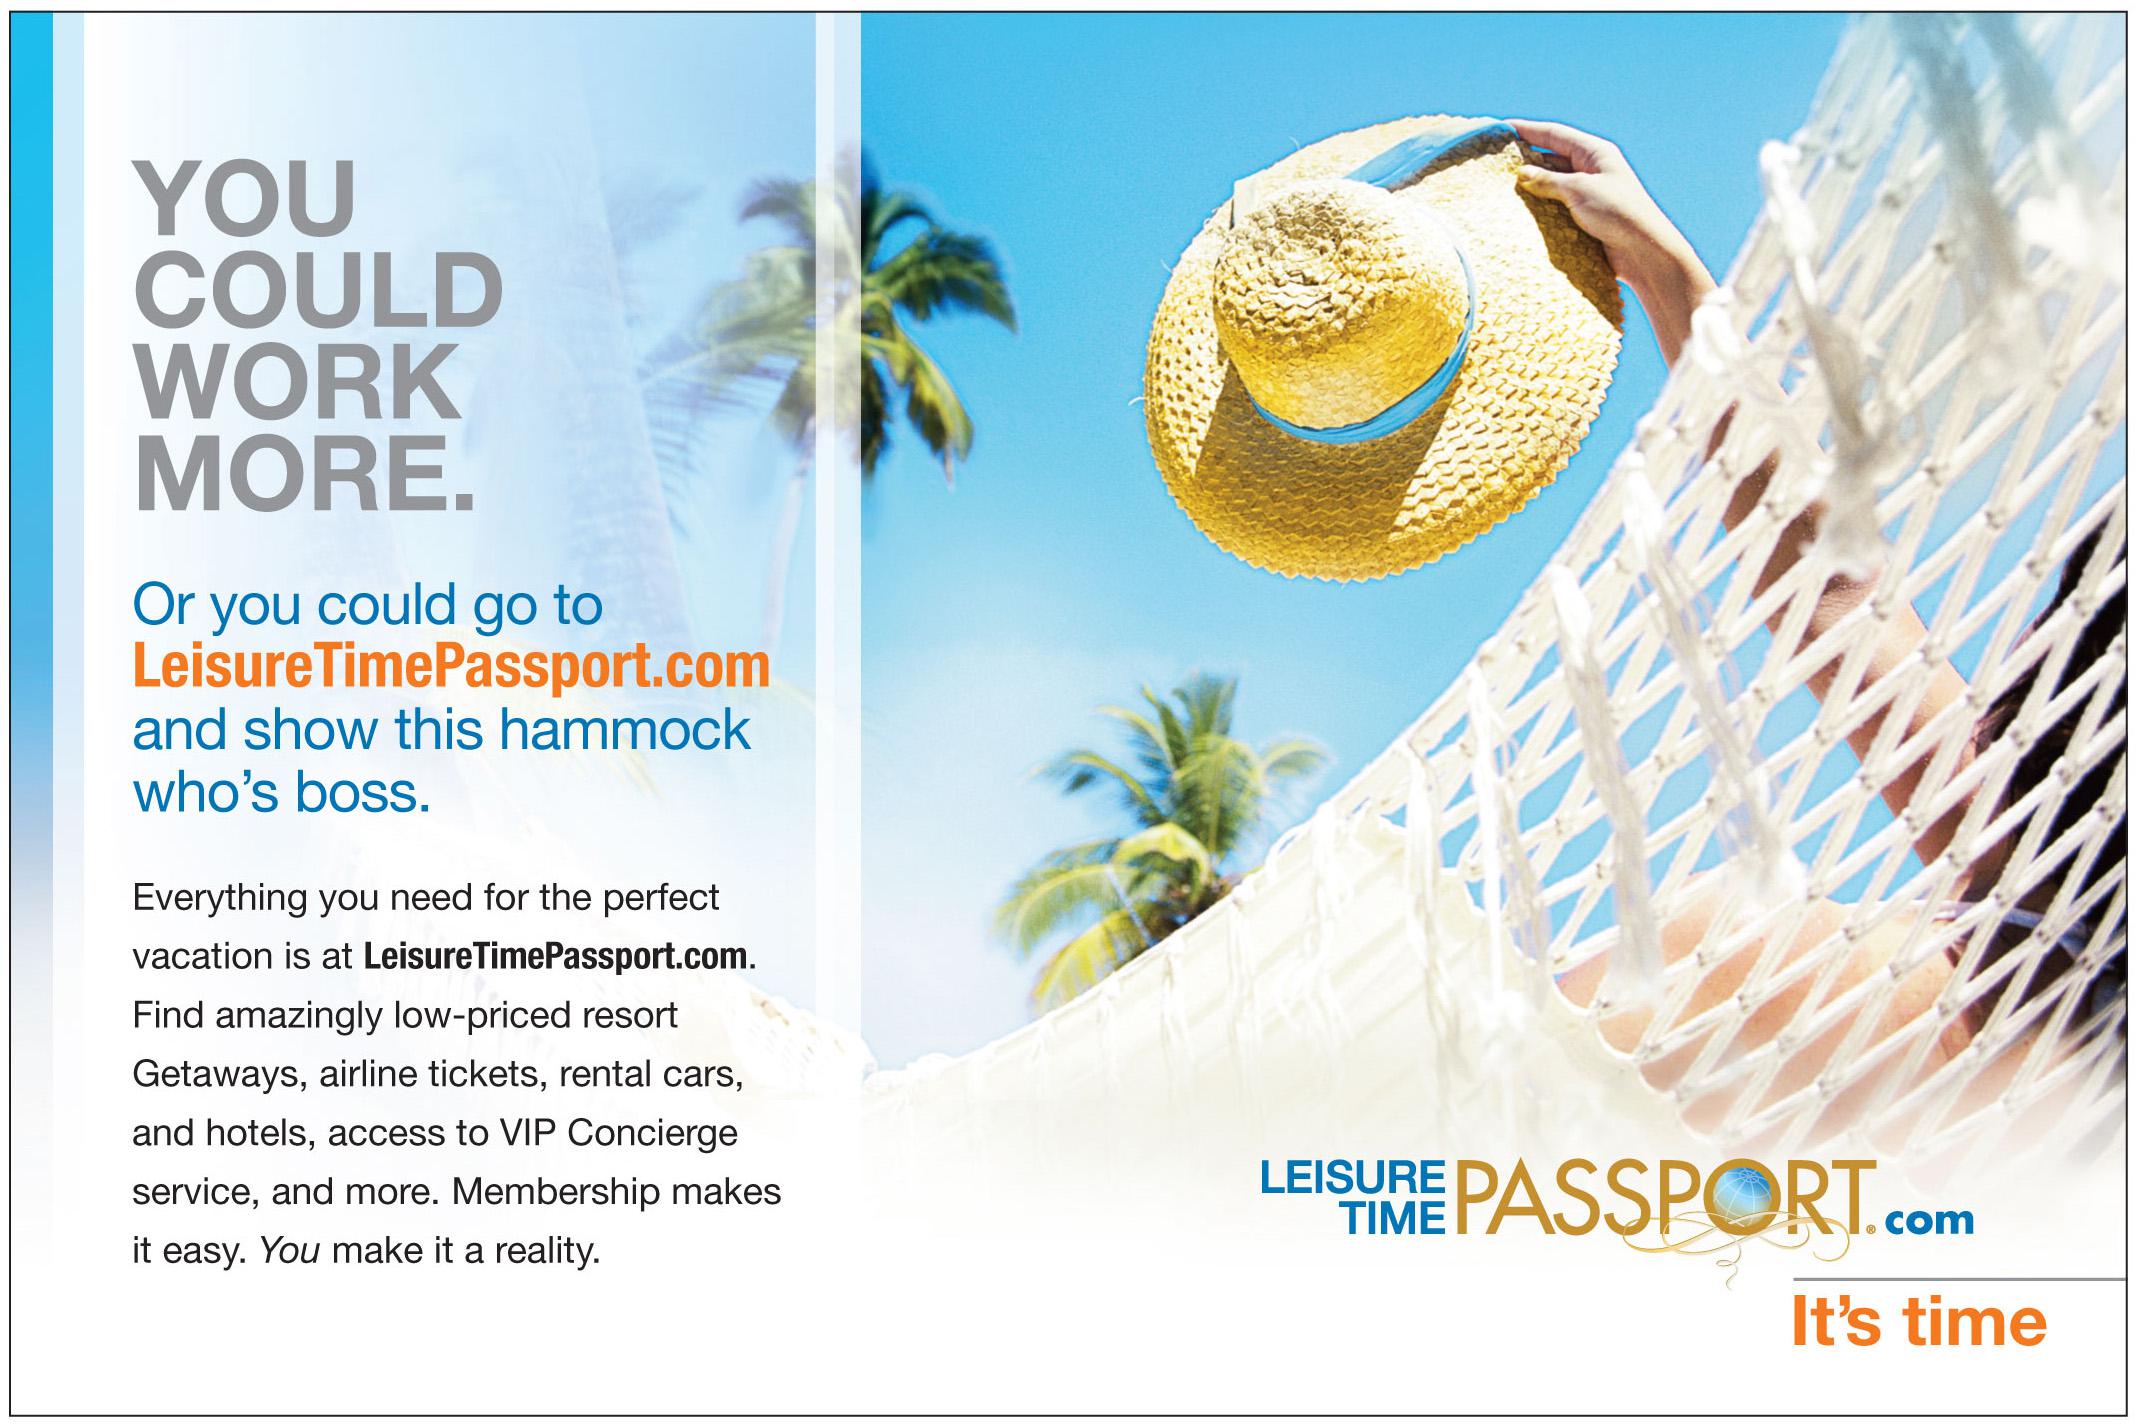 YOU
COULD
WORK
MORE.
Or you could go to
LeisureTimePassport.com
and show this hammock
who’s boss.
Everything you need for the perfect
vacation is at LeisureTimePassport.com.
Find amazingly low-priced resort
Getaways, airline tickets, rental cars,
and hotels, access to VIP Concierge
service, and more. Membership makes
it easy. You make it a reality.
LEISURE
TIME PASSPORT®.com
It’s time